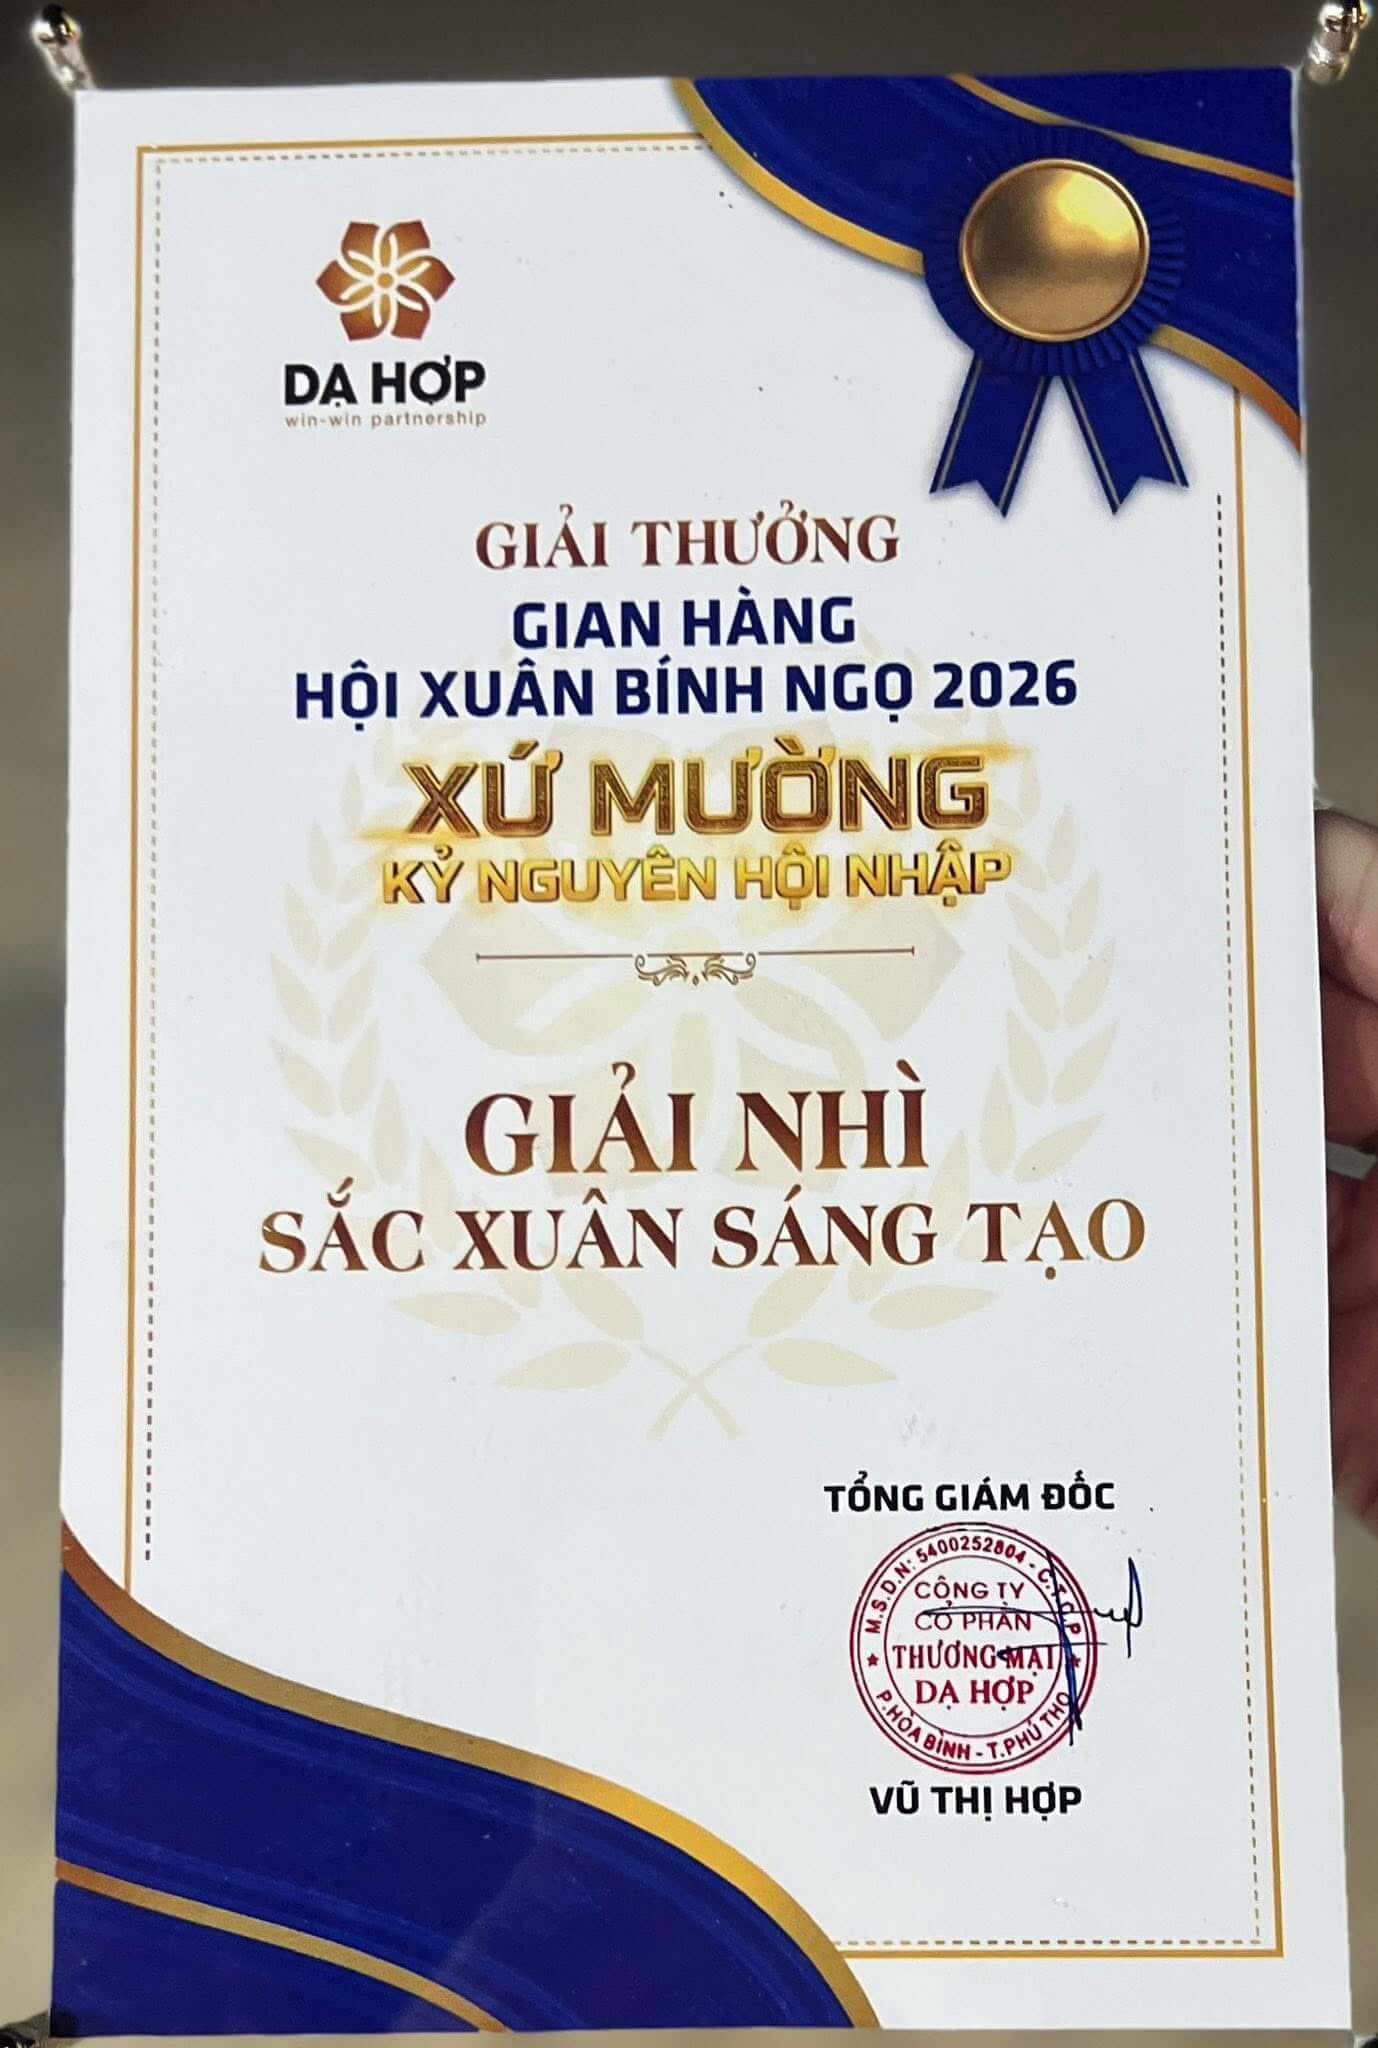 DẠ HỢP
win-win partnership
GIẢI THƯỞNG
GIAN HÀNG
HỘI XUÂN BÍNH NGỌ 2026
XỨ MƯỜNG
KỶ NGUYÊN HỘI NHẬP
GIẢI NHÌ
SẮC XUÂN SÁNG TẠO
TỔNG GIÁM ĐỐC
M.S.D.N: 5400252804 - C.T.C.P
CÔNG TY
CỔ PHẦN
THƯƠNG MẠI
DẠ HỢP
P.HÒA BÌNH - T.PHÚ THỌ
VŨ THỊ HỢP